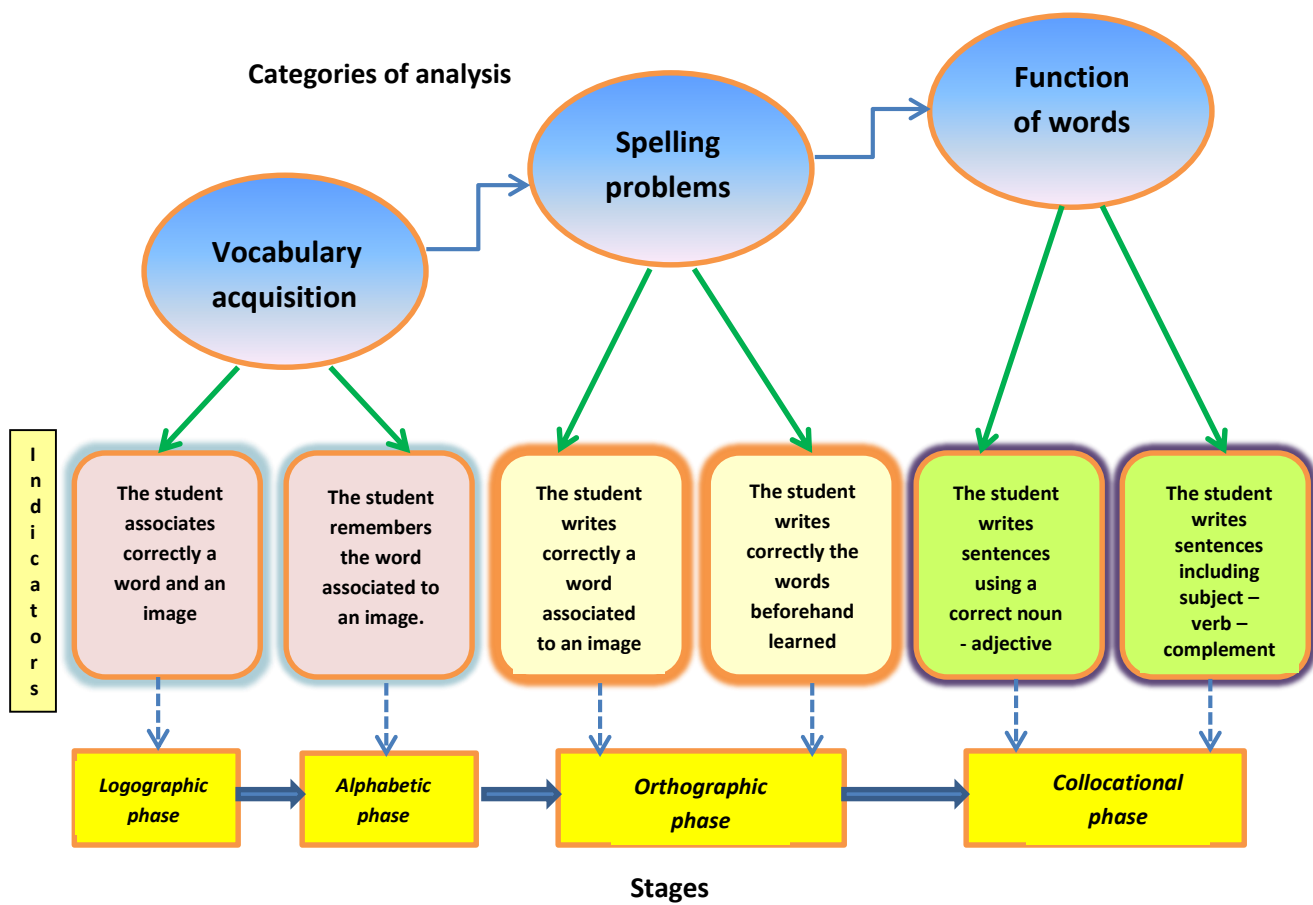 Categories of analysis
Function
of words
Spelling
problems
Vocabulary
acquisition
I
n
d
i
c
a
t
o
r
s
The student
associates
correctly a
word and an
image
The student
remembers
the word
associated to
an image.
The student
writes
correctly a
word
associated
to an image
The student
writes
correctly the
words
beforehand
learned
The student
writes
sentences
using a
correct noun
- adjective
The student
writes
sentences
including
subject –
verb –
complement
Logographic
phase
Alphabetic
phase
Orthographic
phase
Collocational
phase
Stages